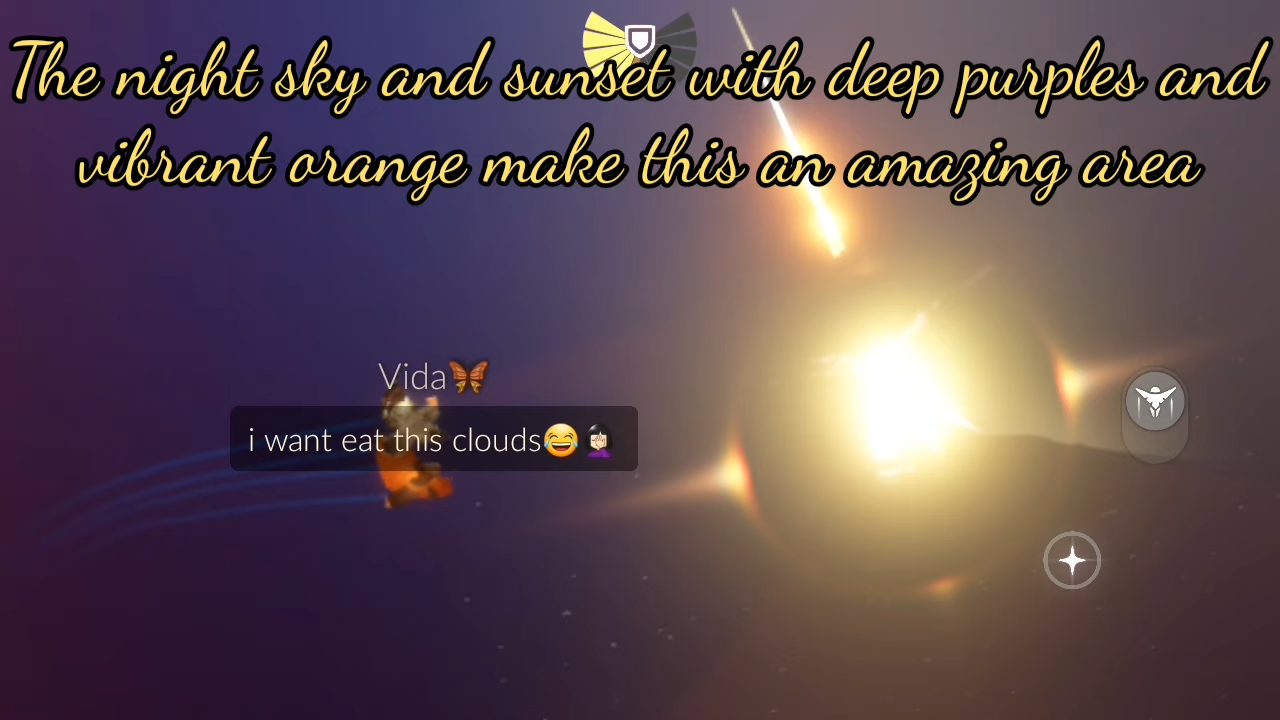 The night sky and sunset with deep purples and
vibrant orange make this an amazing area
Vida🦋
i want eat this clouds😂🤦🏻‍♀️